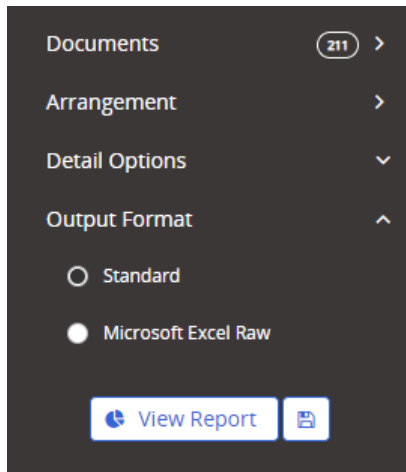 Documents 211
Arrangement
Detail Options
Output Format
Standard
Microsoft Excel Raw
View Report